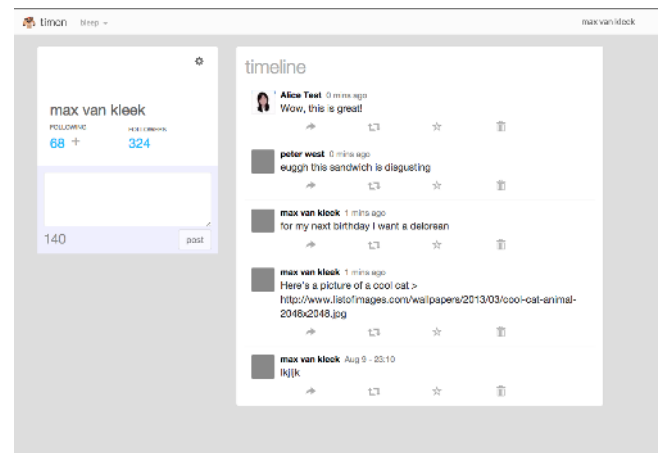 timon bleep
max van kleek
max van kleek
FOLLOWING FOLLOWERS
68 + 324
140 post
timeline
Alice Test 0 mins ago
Wow, this is great!
peter west 0 mins ago
euggh this sandwich is disgusting
max van kleek 1 mins ago
for my next birthday I want a delorean
max van kleek 1 mins ago
Here's a picture of a cool cat >
http://www.listofimages.com/wallpapers/2013/03/cool-cat-animal-
2048x2048.jpg
max van kleek Aug 9 - 23:10
lkjljk